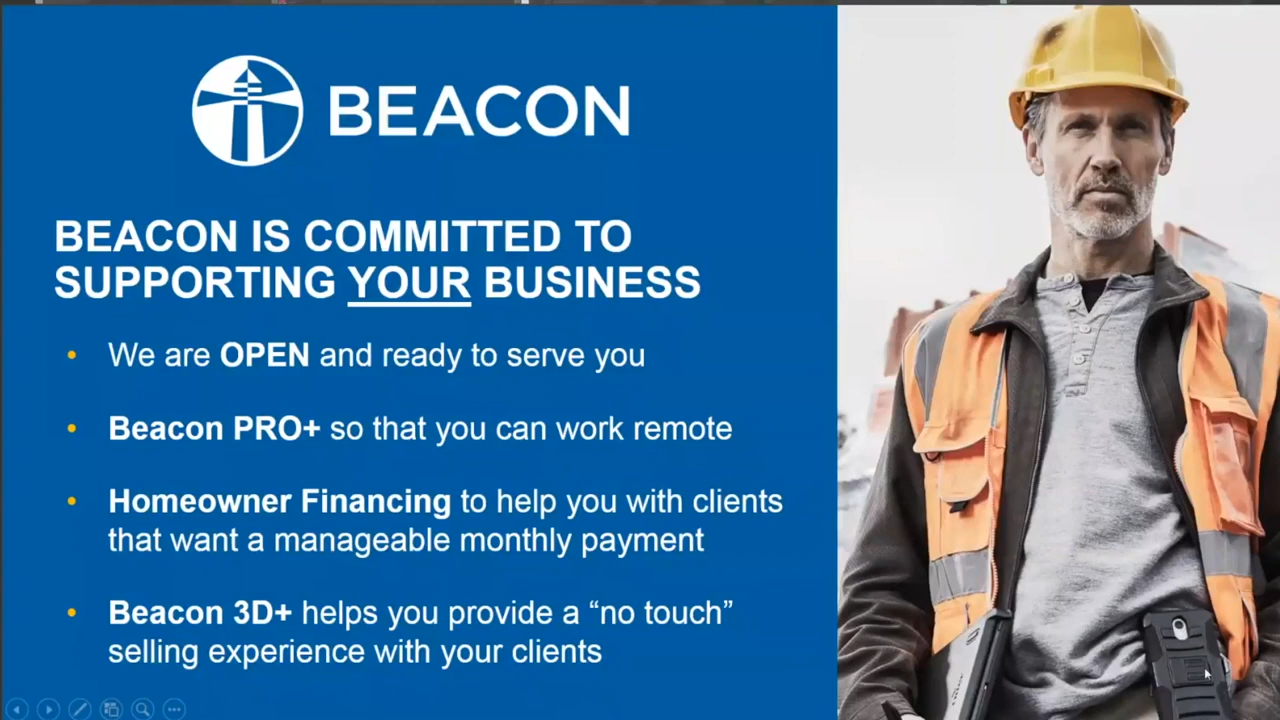 BEACON
BEACON IS COMMITTED TO
SUPPORTING YOUR BUSINESS
• We are OPEN and ready to serve you
• Beacon PRO+ so that you can work remote
• Homeowner Financing to help you with clients
that want a manageable monthly payment
• Beacon 3D+ helps you provide a “no touch”
selling experience with your clients